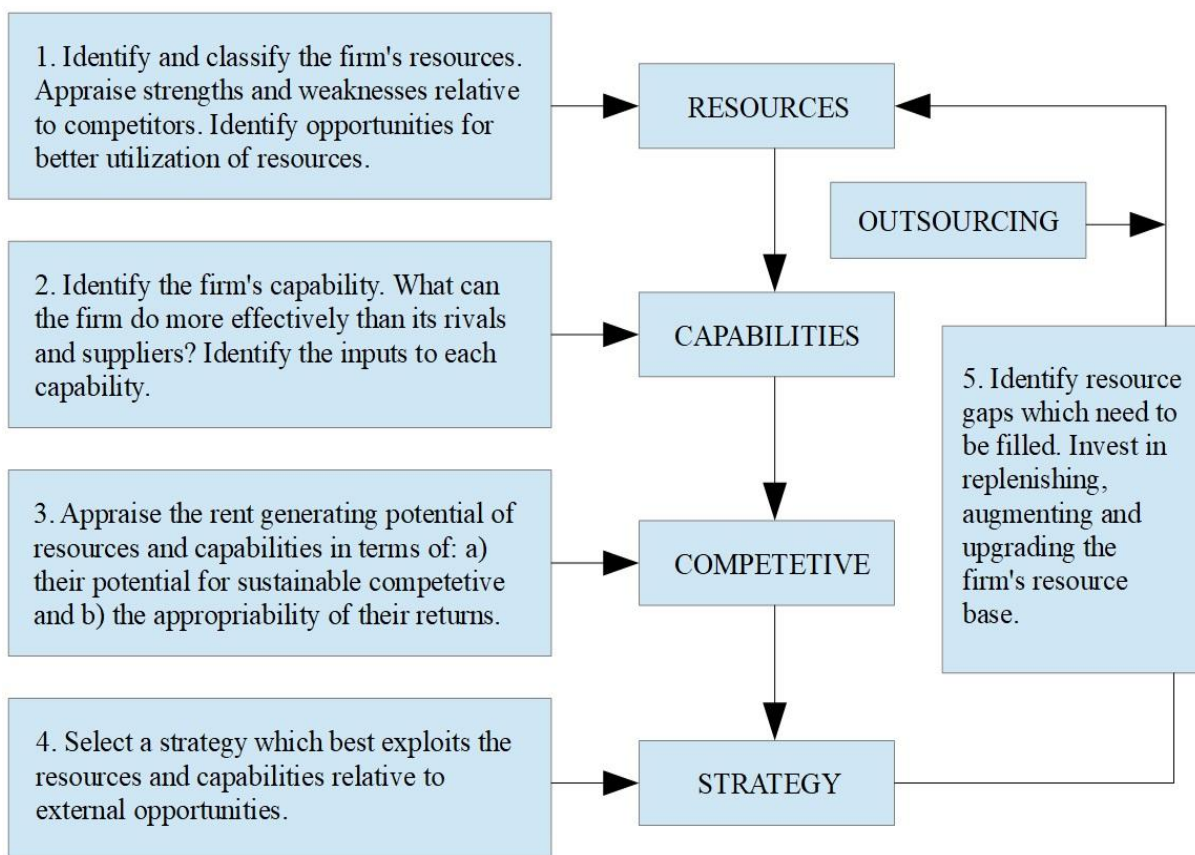 1. Identify and classify the firm's resources.
Appraise strengths and weaknesses relative
to competitors. Identify opportunities for
better utilization of resources.
RESOURCES
OUTSOURCING
2. Identify the firm's capability. What can
the firm do more effectively than its rivals
and suppliers? Identify the inputs to each
capability.
CAPABILITIES
5. Identify resource
gaps which need to
be filled. Invest in
replenishing,
augmenting and
upgrading the
firm's resource
base.
3. Appraise the rent generating potential of
resources and capabilities in terms of: a)
their potential for sustainable competetive
and b) the appropriability of their returns.
COMPETETIVE
4. Select a strategy which best exploits the
resources and capabilities relative to
external opportunities.
STRATEGY